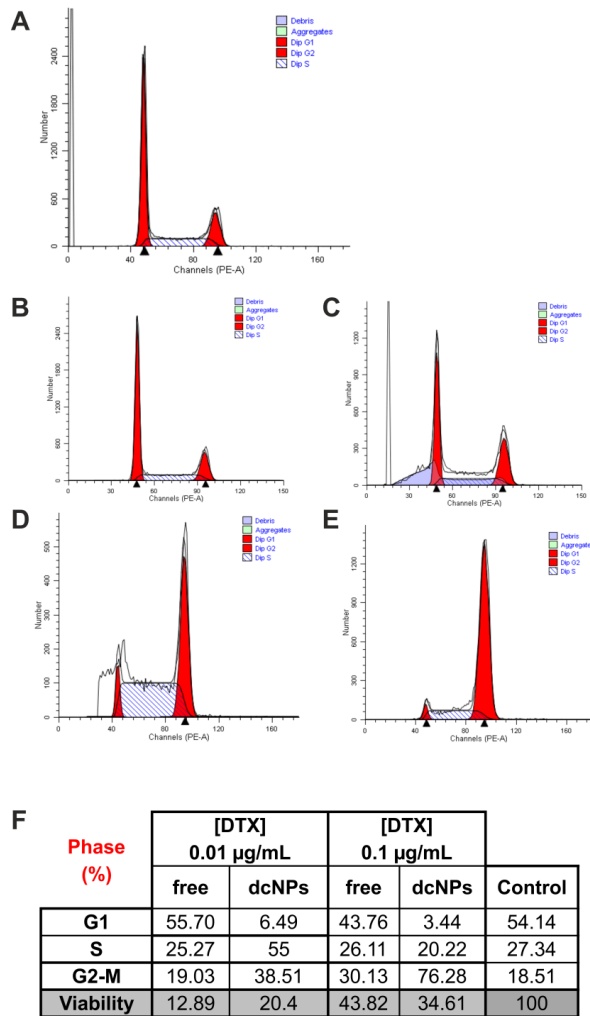 A
Debris
Aggregates
Dip G1
Dip G2
Dip S
Number
0 600 1200 1800 2400
0 40 80 120 160
Channels (PE-A)
B
Debris
Aggregates
Dip G1
Dip G2
Dip S
Number
0 600 1200 1800 2400
0 30 60 90 120 150
Channels (PE-A)
C
Debris
Aggregates
Dip G1
Dip G2
Dip S
Number
0 300 600 900 1200
0 30 60 90 120 150
Channels (PE-A)
D
Debris
Aggregates
Dip G1
Dip G2
Dip S
Number
0 100 200 300 400 500
0 40 80 120 160
Channels (PE-A)
E
Debris
Aggregates
Dip G1
Dip G2
Dip S
Number
0 300 600 900 1200
0 40 80 120 160
Channels (PE-A)
F
Phase (%) [DTX] 0.01 µg/mL [DTX] 0.1 µg/mL
free dcNPs free dcNPs Control
G1 55.70 6.49 43.76 3.44 54.14
S 25.27 55 26.11 20.22 27.34
G2-M 19.03 38.51 30.13 76.28 18.51
Viability 12.89 20.4 43.82 34.61 100